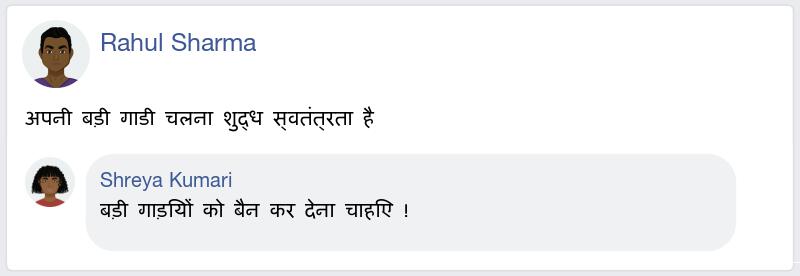 Rahul Sharma
अपनी बड़ी गाडी चलना शुद्ध स्वतंत्रता है
Shreya Kumari
बड़ी गाड़ियों को बैन कर देना चाहिए !